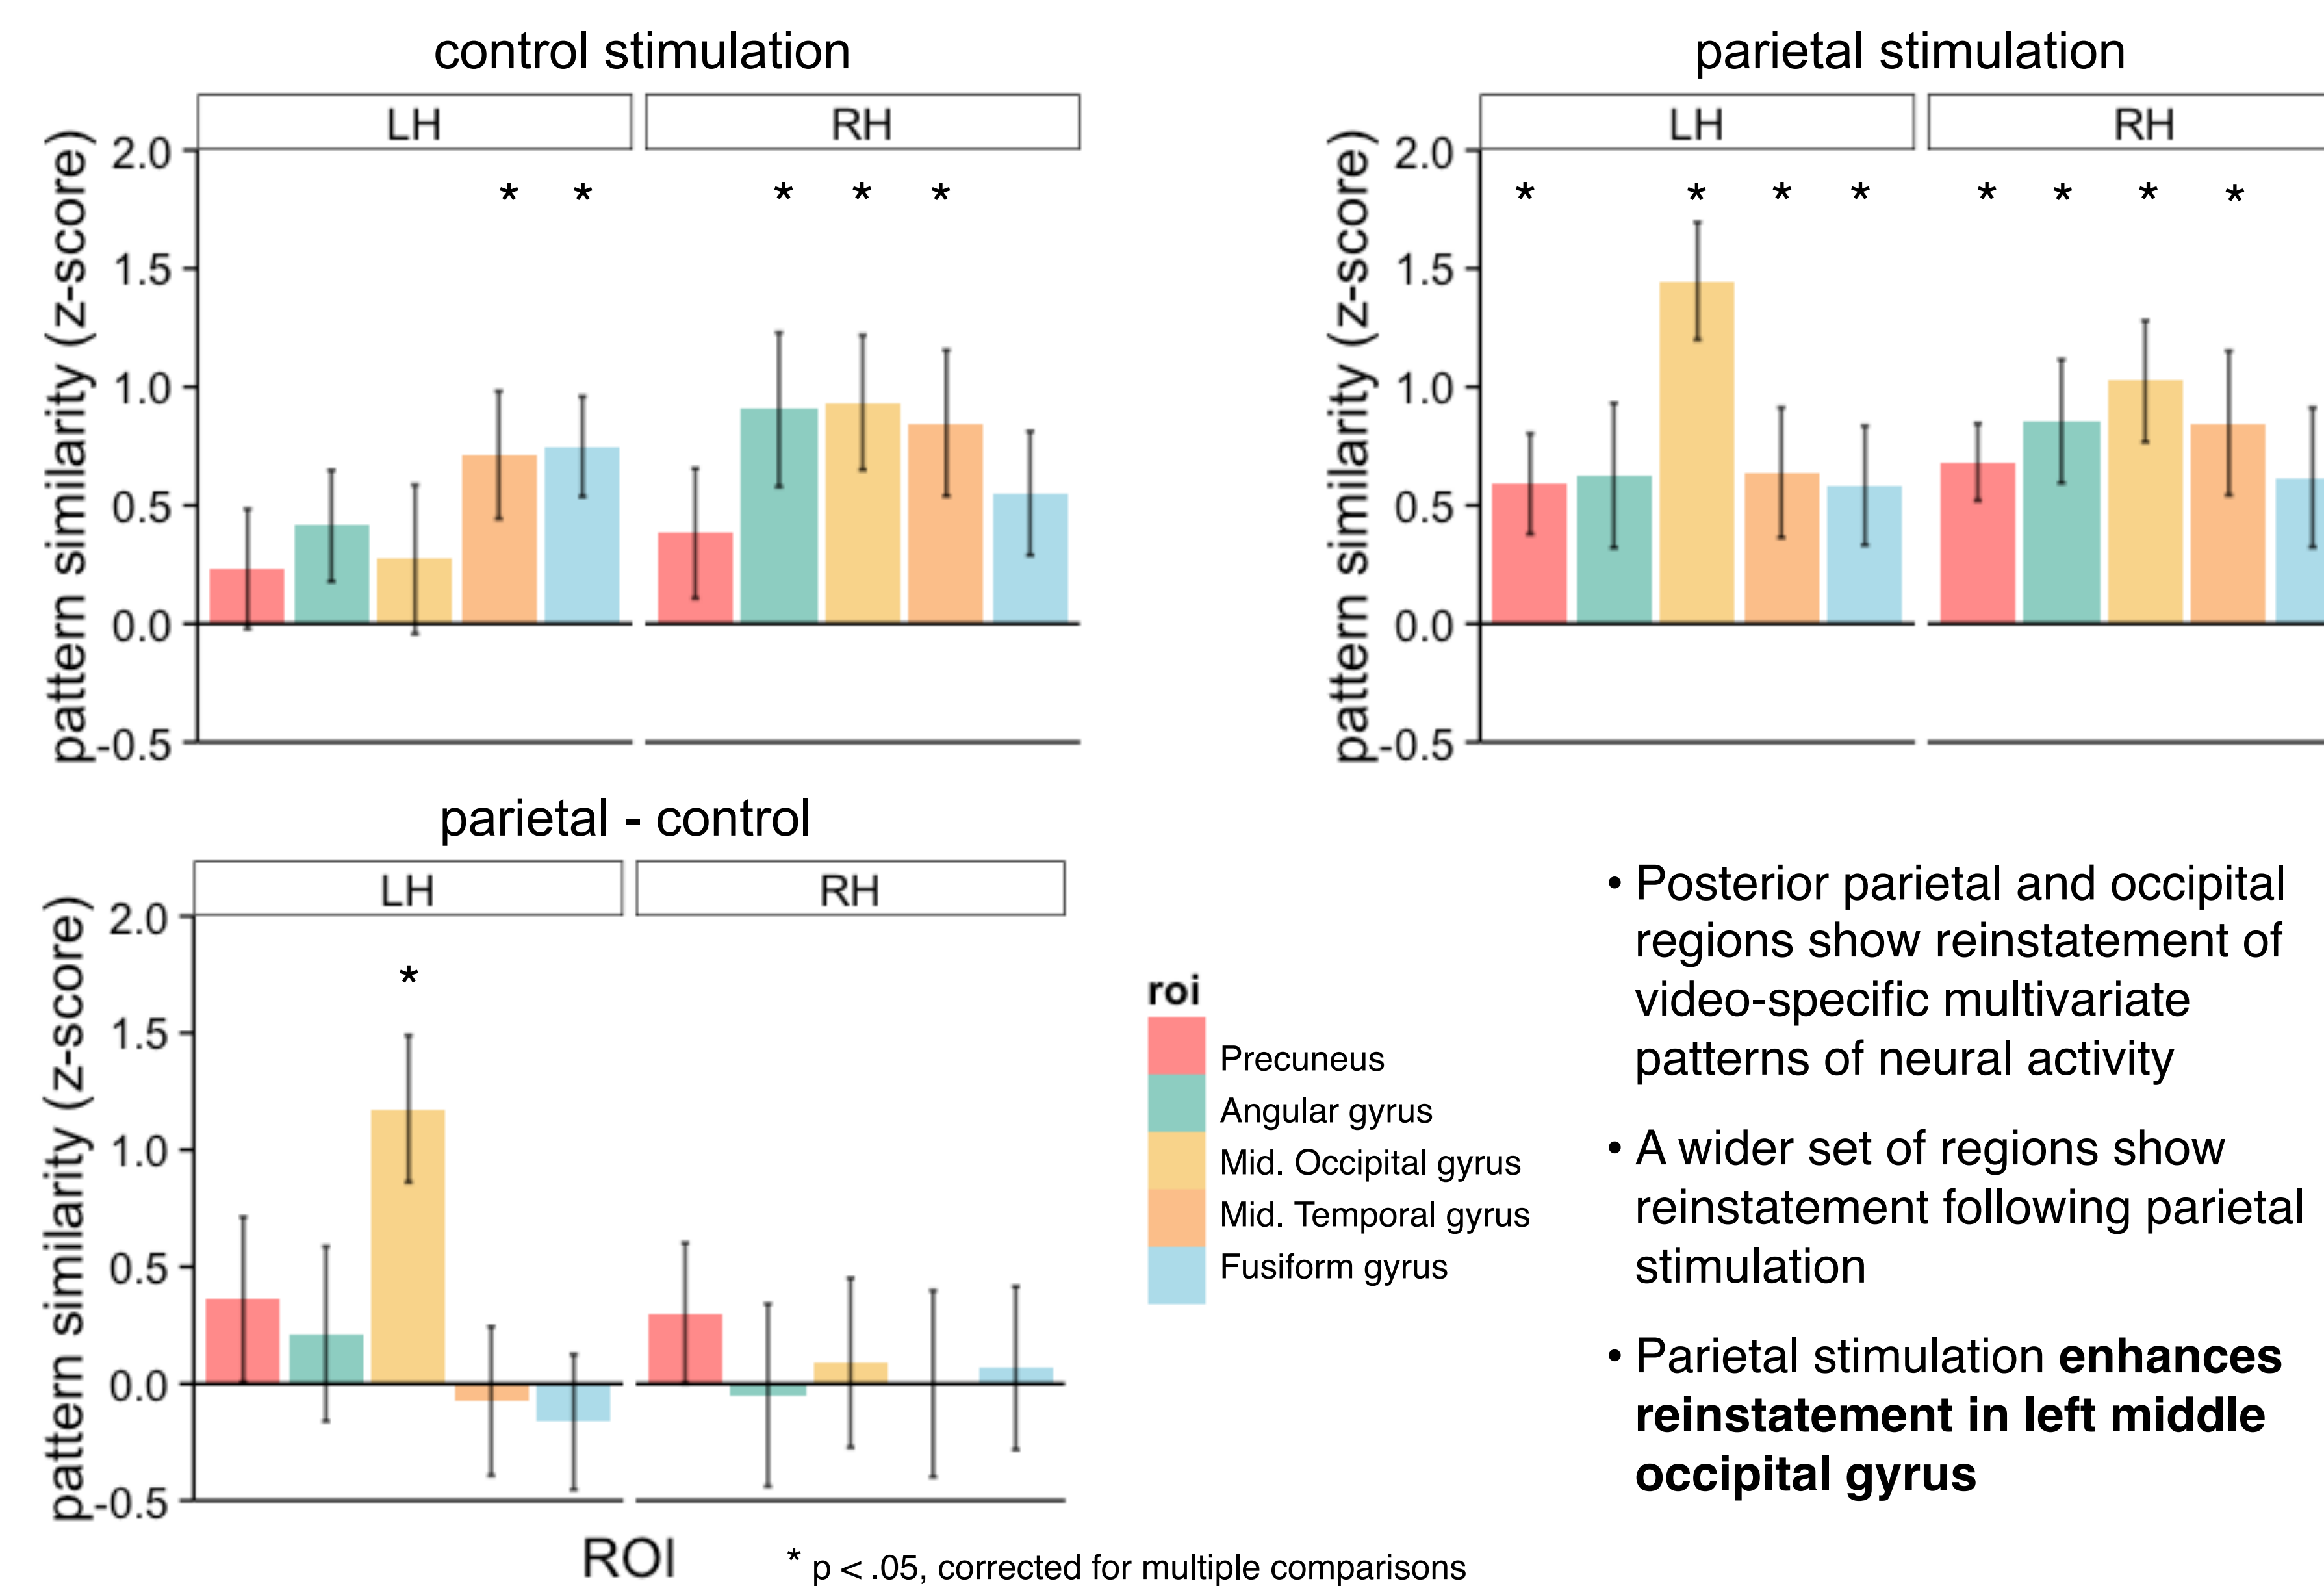 control stimulation
LH
RH
* * * * *
pattern similarity (z-score)
2.0
1.5
1.0
0.5
0.0
-0.5
parietal stimulation
LH
RH
* * * * * * * *
pattern similarity (z-score)
2.0
1.5
1.0
0.5
0.0
-0.5
parietal - control
LH
RH
*
pattern similarity (z-score)
2.0
1.5
1.0
0.5
0.0
-0.5
ROI
* p < .05, corrected for multiple comparisons
roi
Precuneus
Angular gyrus
Mid. Occipital gyrus
Mid. Temporal gyrus
Fusiform gyrus
• Posterior parietal and occipital
regions show reinstatement of
video-specific multivariate
patterns of neural activity
• A wider set of regions show
reinstatement following parietal
stimulation
• Parietal stimulation enhances
reinstatement in left middle
occipital gyrus